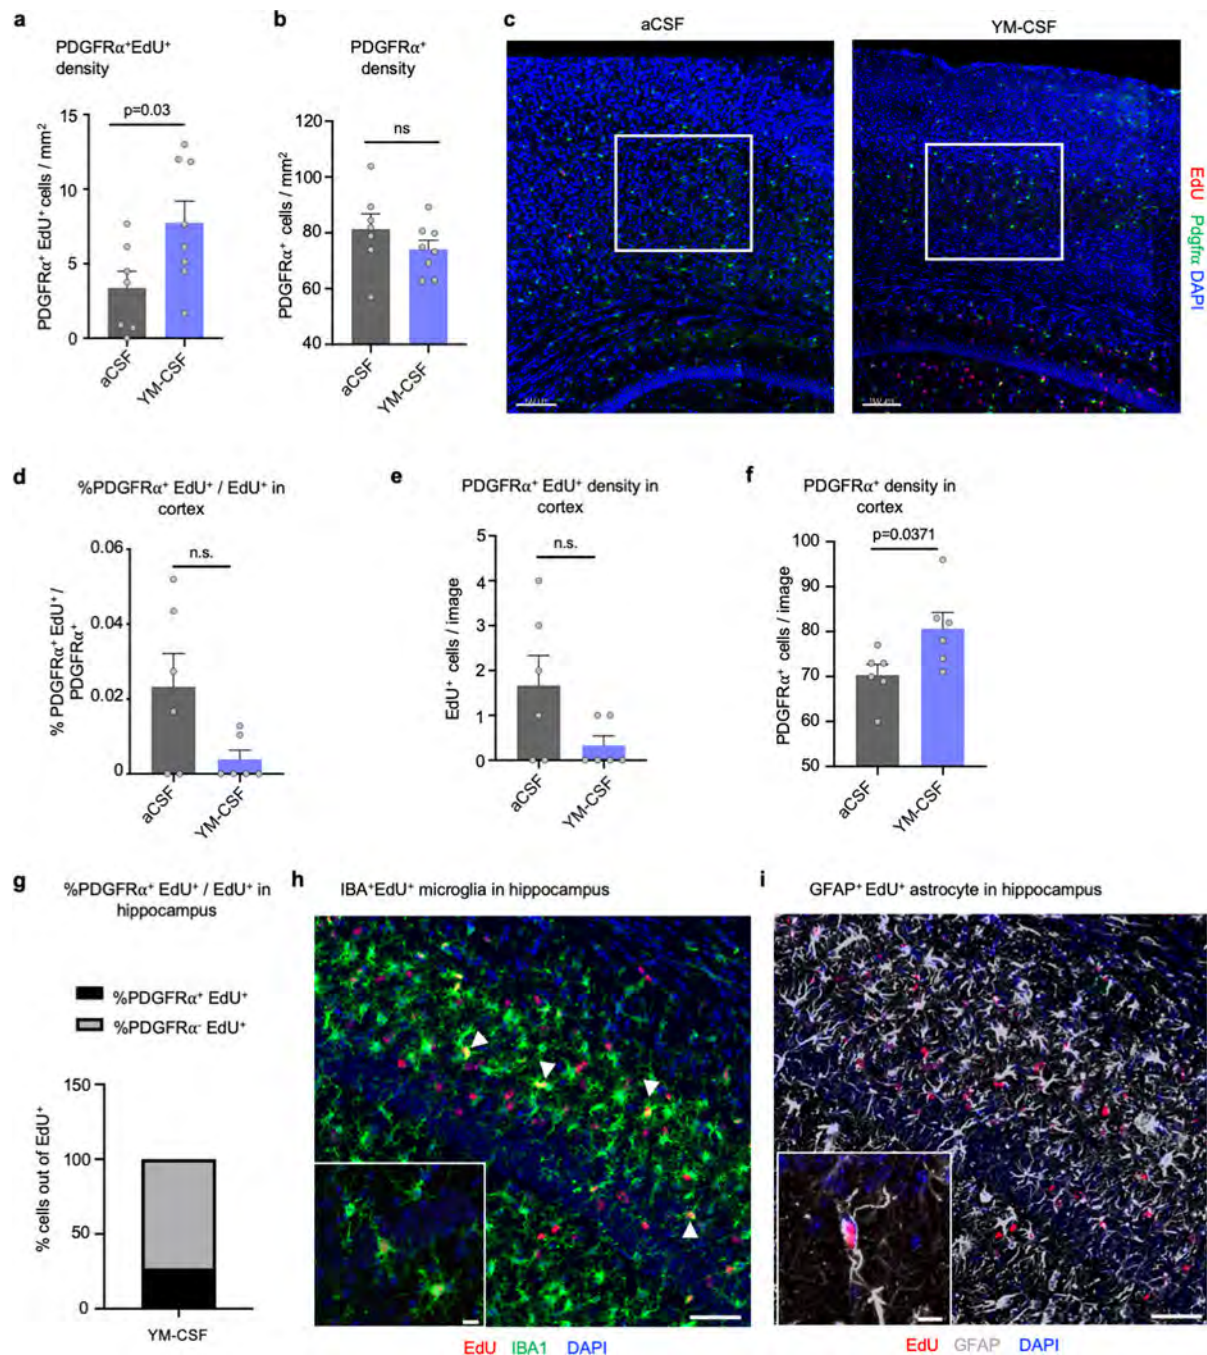 a
PDGFRα⁺EdU⁺
density
p=0.03
PDGFRα⁺ EdU⁺ cells / mm²
15
10
5
0
aCSF
YM-CSF
b
PDGFRα⁺
density
ns
PDGFRα⁺ cells / mm²
120
100
80
60
40
aCSF
YM-CSF
c
aCSF
YM-CSF
EdU Pdgfrα DAPI
d
%PDGFRα⁺ EdU⁺ / EdU⁺ in
cortex
n.s.
% PDGFRα⁺ EdU⁺ /
PDGFRα⁺
0.06
0.04
0.02
0
aCSF
YM-CSF
e
PDGFRα⁺ EdU⁺ density in
cortex
n.s.
EdU⁺ cells / image
5
4
3
2
1
0
aCSF
YM-CSF
f
PDGFRα⁺ density in
cortex
p=0.0371
PDGFRα⁺ cells / image
100
90
80
70
60
50
aCSF
YM-CSF
g
%PDGFRα⁺ EdU⁺ / EdU⁺ in
hippocampus
%PDGFRα⁺ EdU⁺
%PDGFRα⁻ EdU⁺
% cells out of EdU⁺
150
100
50
0
YM-CSF
h
IBA⁺EdU⁺ microglia in hippocampus
EdU IBA1 DAPI
i
GFAP⁺EdU⁺ astrocyte in hippocampus
EdU GFAP DAPI